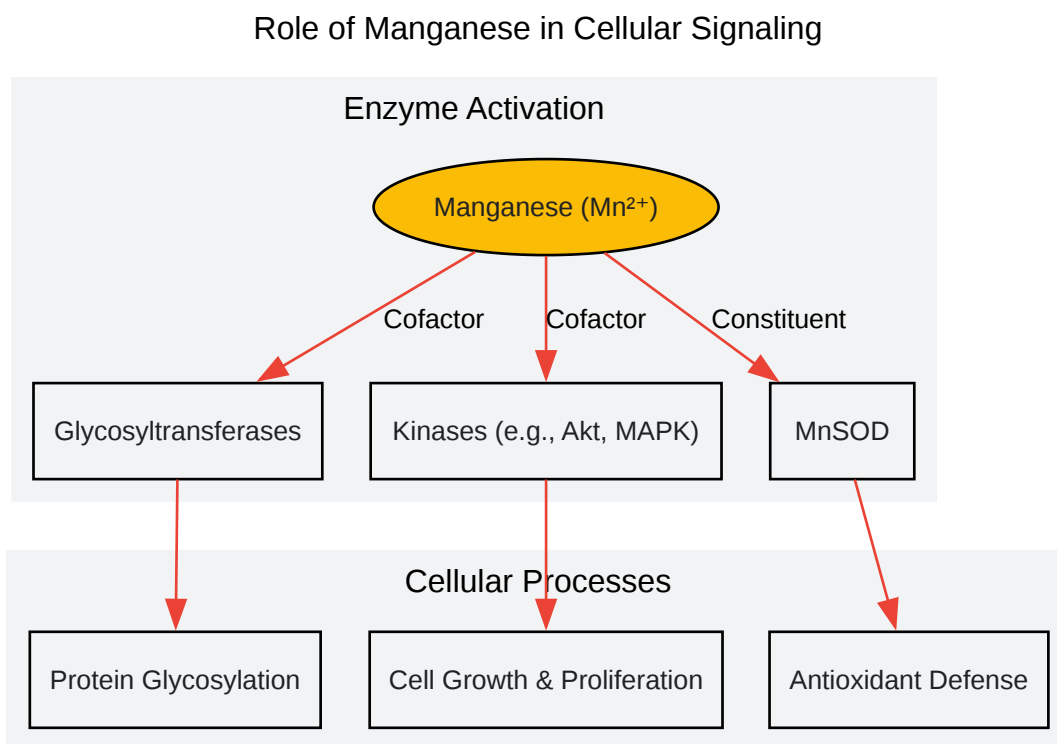 Role of Manganese in Cellular Signaling
Enzyme Activation
Manganese (Mn²⁺)
Cofactor
Cofactor
Constituent
Glycosyltransferases
Kinases (e.g., Akt, MAPK)
MnSOD
Cellular Processes
Protein Glycosylation
Cell Growth & Proliferation
Antioxidant Defense